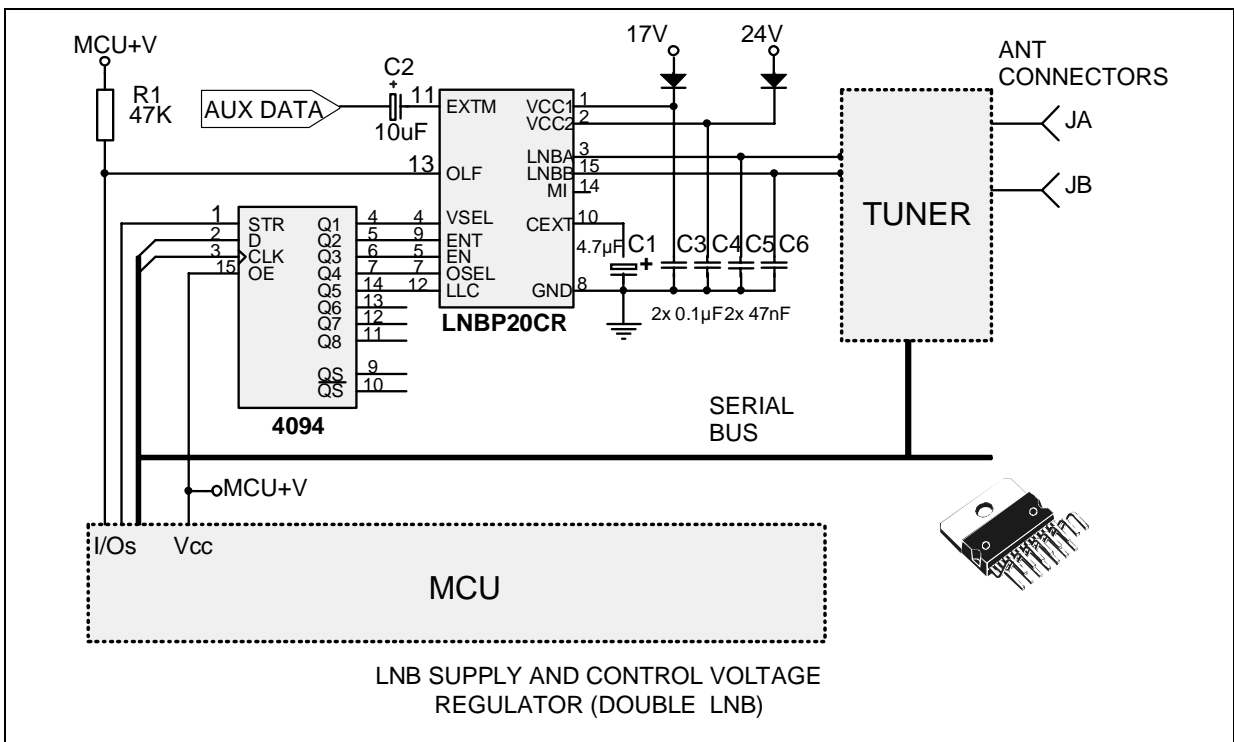 MCU+V
R1
47K
AUX DATA
C2
+
10uF
17V
24V
ANT
CONNECTORS
JA
JB
TUNER
11 EXTM
13 OLF
4 VSEL
9 ENT
5 EN
7 OSEL
12 LLC
VCC1 1
VCC2 2
LNBA 3
LNBB 15
MI 14
CEXT 10
GND 8
LNBP20CR
4.7µF C1 +
C3 C4 C5 C6
2x 0.1µF 2x 47nF
1 STR
2 D
3 CLK
15 OE
Q1 4
Q2 5
Q3 6
Q4 7
Q5 14
Q6 13
Q7 12
Q8 11
QS 9
QS 10
4094
SERIAL
BUS
MCU+V
I/Os Vcc
MCU
LNB SUPPLY AND CONTROL VOLTAGE
REGULATOR (DOUBLE LNB)